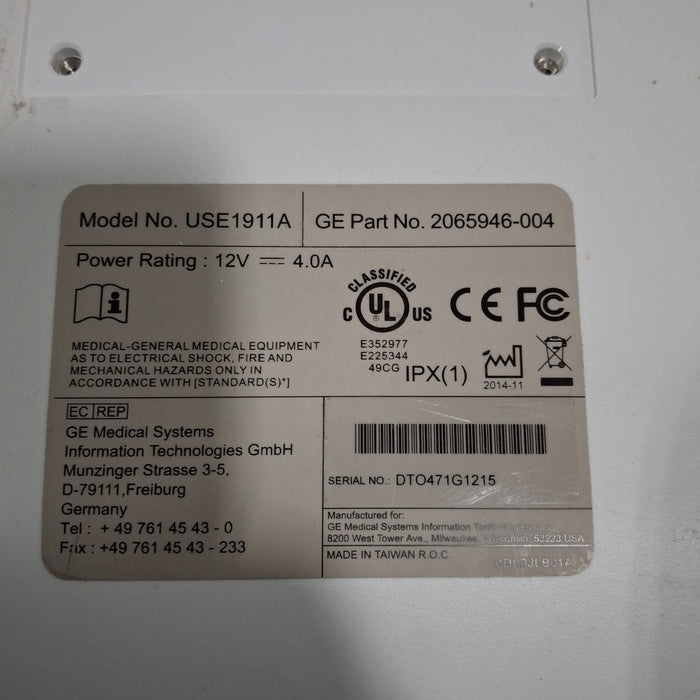 Model No. USE1911A
GE Part No. 2065946-004
Power Rating : 12V ⎓ 4.0A
CLASSIFIED
C UL ® US
CE FC
E352977
E225344
49CG
IPX(1)
2014-11
MEDICAL-GENERAL MEDICAL EQUIPMENT
AS TO ELECTRICAL SHOCK, FIRE AND
MECHANICAL HAZARDS ONLY IN
ACCORDANCE WITH [STANDARD(S)*]
EC REP
GE Medical Systems
Information Technologies GmbH
Munzinger Strasse 3-5,
D-79111,Freiburg
Germany
Tel : + 49 761 45 43 - 0
Fax : +49 761 45 43 - 233
SERIAL NO.: DTO471G1215
Manufactured for:
GE Medical Systems Information Technologies, Inc.
8200 West Tower Ave., Milwaukee, Wisconsin, 53223 USA
MADE IN TAIWAN R.O.C.